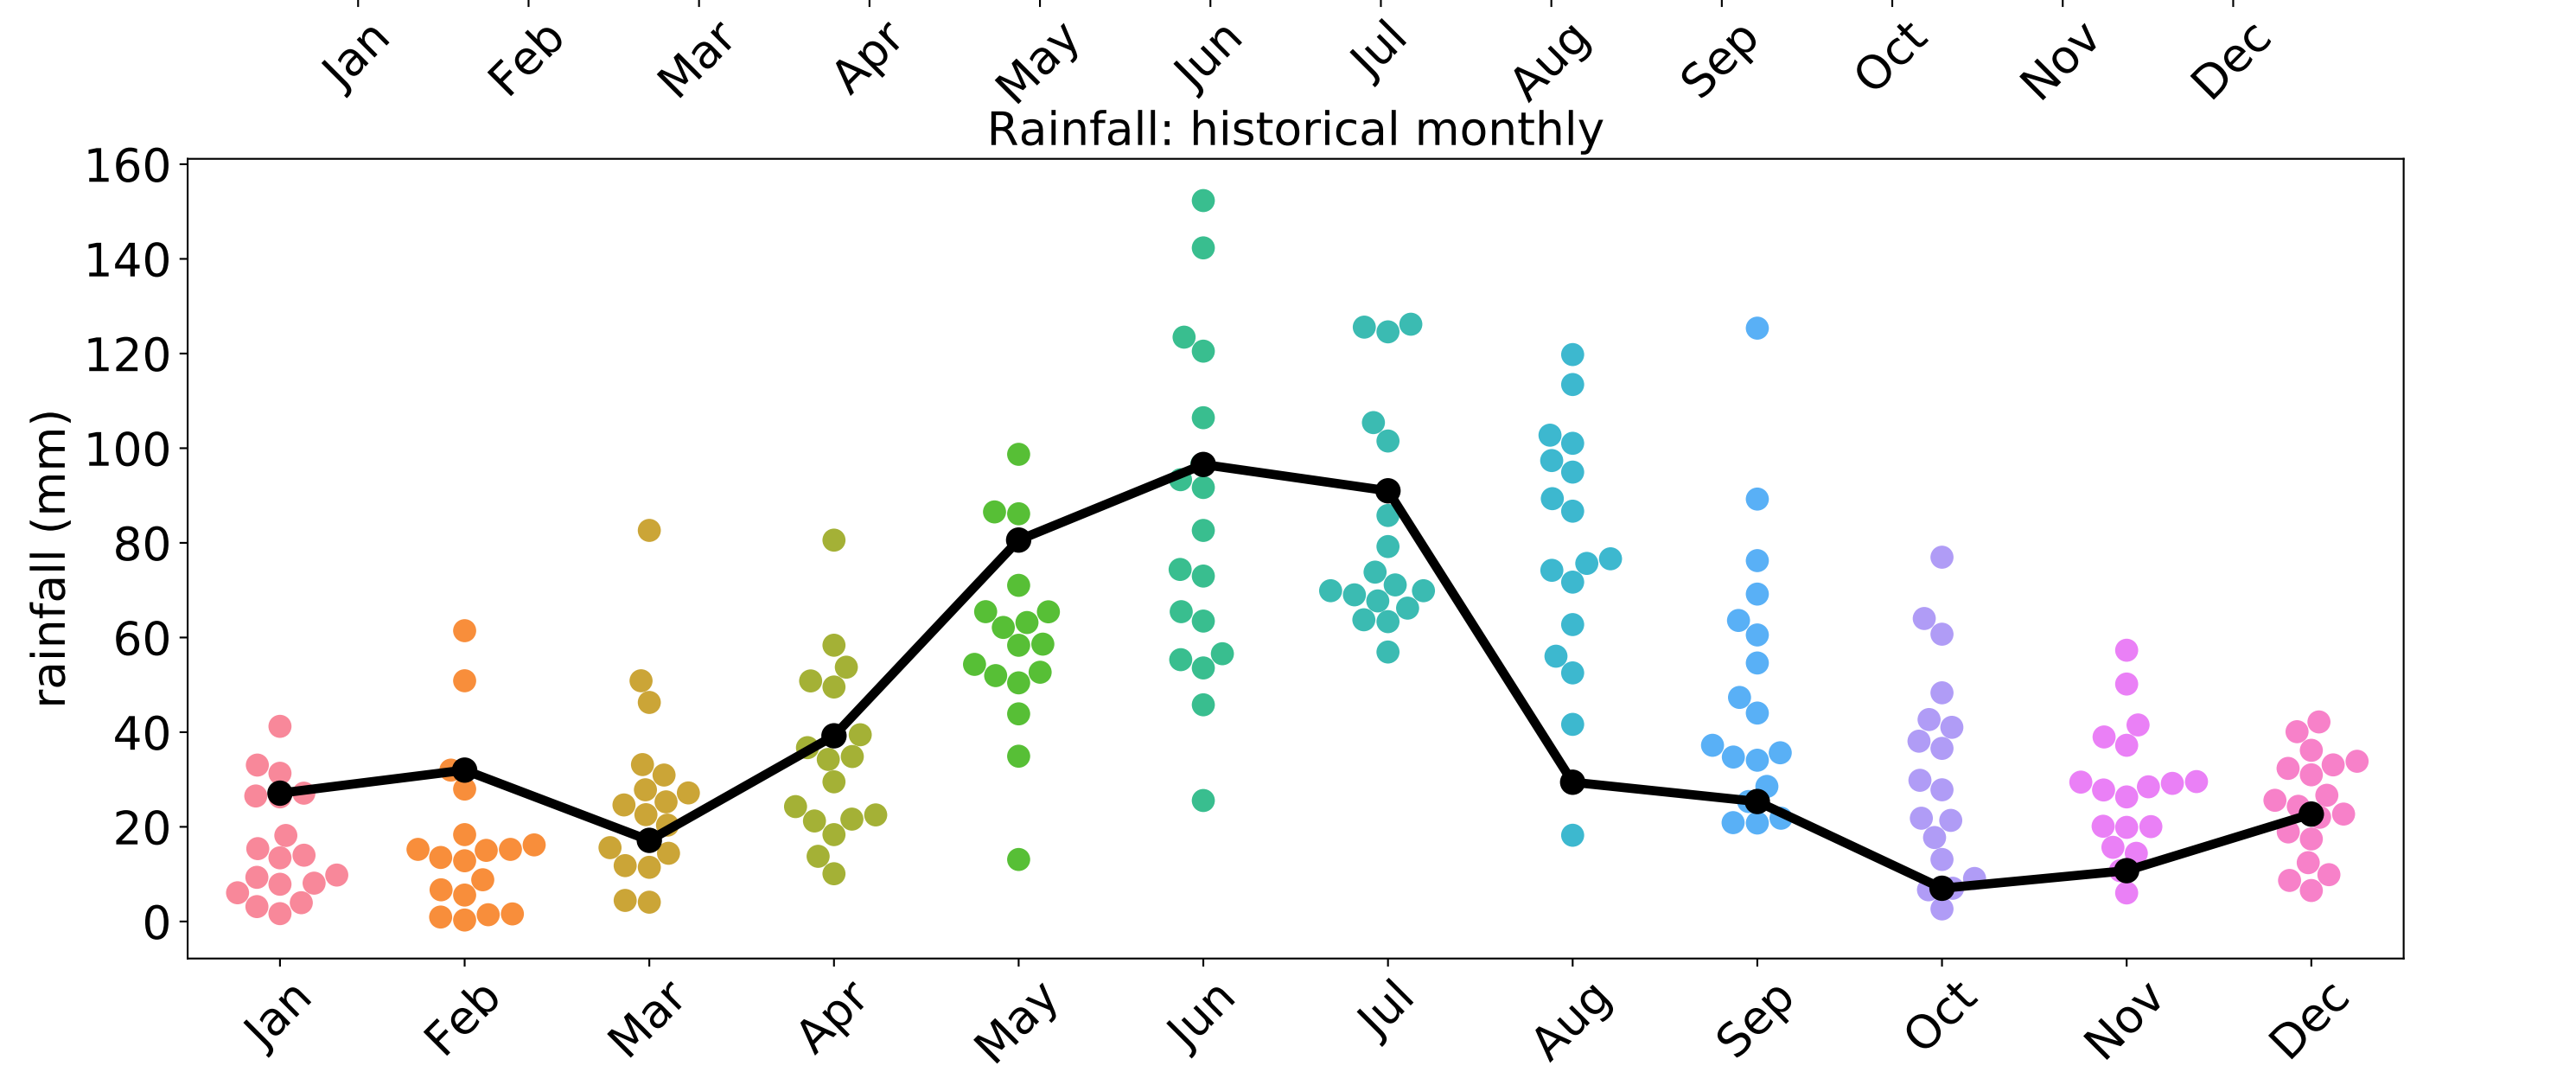 Jan Feb Mar Apr May Jun Jul Aug Sep Oct Nov Dec
Rainfall: historical monthly
160
140
120
100
80
60
40
20
0
rainfall (mm)
Jan Feb Mar Apr May Jun Jul Aug Sep Oct Nov Dec